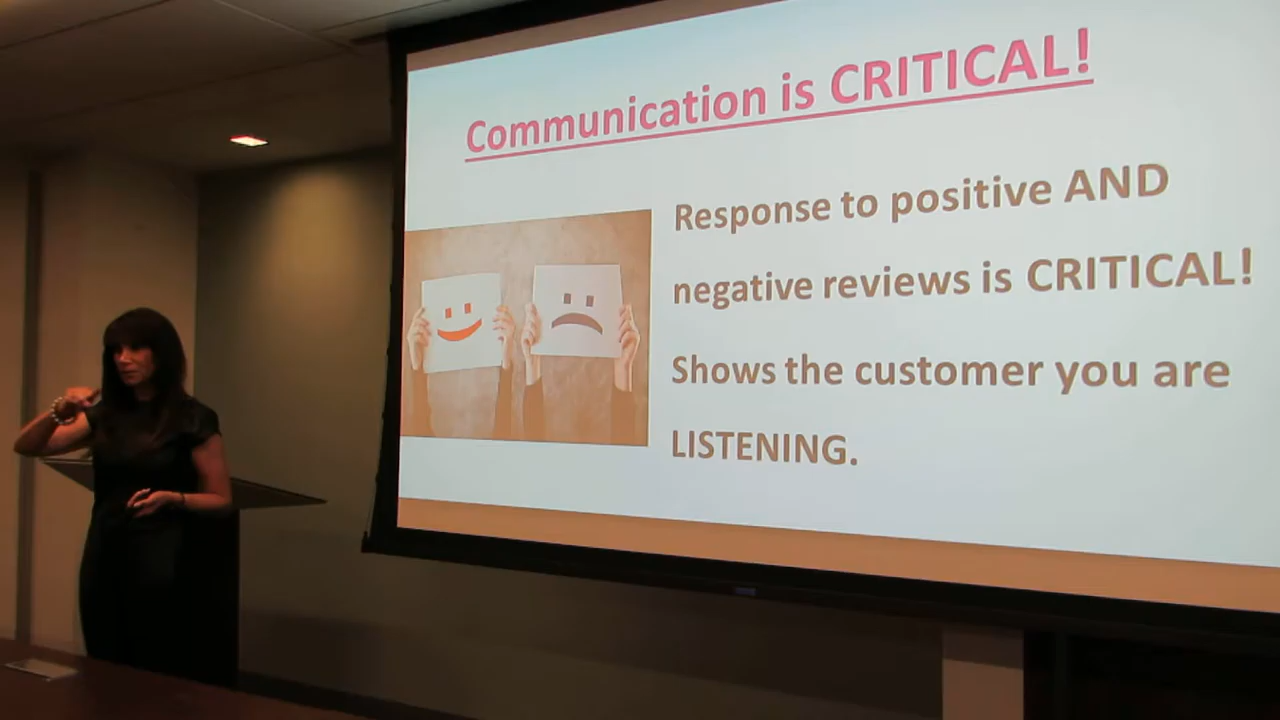 Communication is CRITICAL!
Response to positive AND
negative reviews is CRITICAL!
Shows the customer you are
LISTENING.